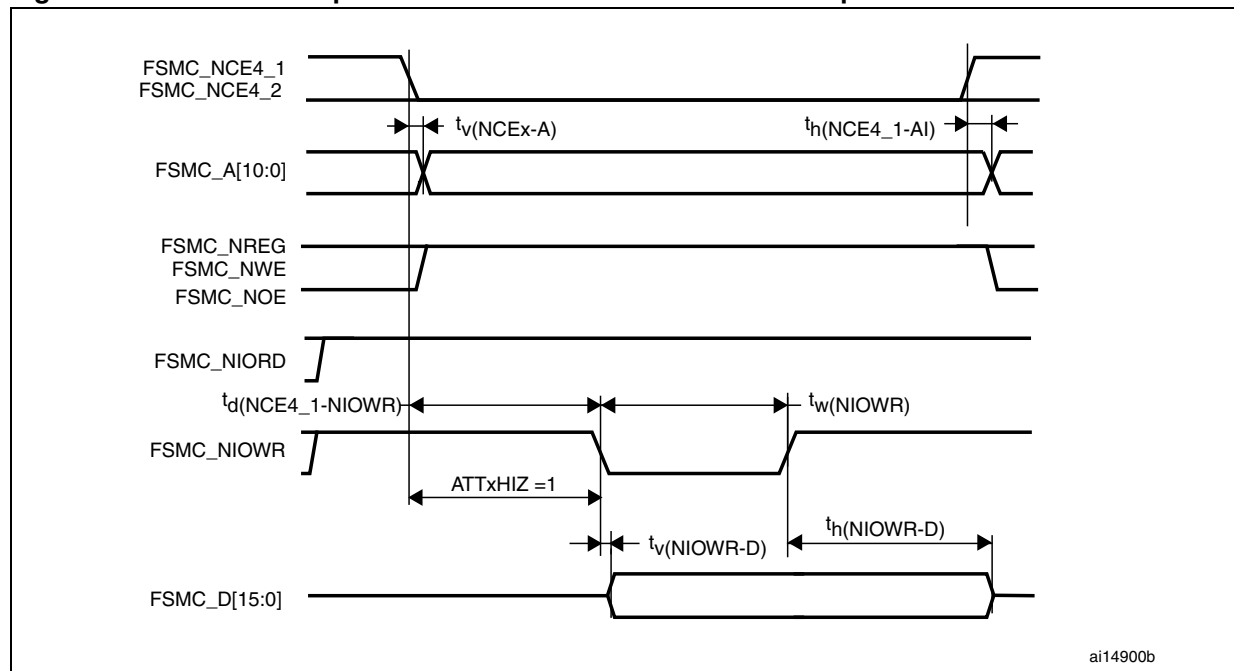 FSMC_NCE4_1
FSMC_NCE4_2
tv(NCEx-A)
th(NCE4_1-AI)
FSMC_A[10:0]
FSMC_NREG
FSMC_NWE
FSMC_NOE
FSMC_NIORD
td(NCE4_1-NIOWR)
tw(NIOWR)
FSMC_NIOWR
ATTxHIZ =1
tv(NIOWR-D)
th(NIOWR-D)
FSMC_D[15:0]
ai14900b